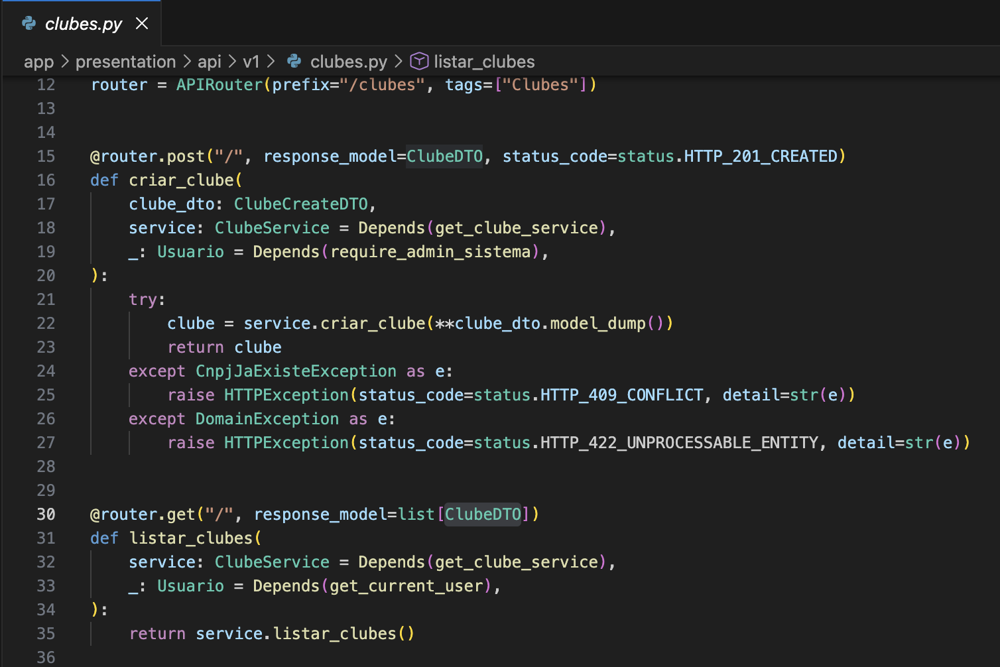 clubes.py
app > presentation > api > v1 > clubes.py > listar_clubes
12 router = APIRouter(prefix="/clubes", tags=["Clubes"])
13
14
15 @router.post("/", response_model=ClubeDTO, status_code=status.HTTP_201_CREATED)
16 def criar_clube(
17     clube_dto: ClubeCreateDTO,
18     service: ClubeService = Depends(get_clube_service),
19     _: Usuario = Depends(require_admin_sistema),
20 ):
21     try:
22         clube = service.criar_clube(**clube_dto.model_dump())
23         return clube
24     except CnpjJaExisteException as e:
25         raise HTTPException(status_code=status.HTTP_409_CONFLICT, detail=str(e))
26     except DomainException as e:
27         raise HTTPException(status_code=status.HTTP_422_UNPROCESSABLE_ENTITY, detail=str(e))
28
29
30 @router.get("/", response_model=list[ClubeDTO])
31 def listar_clubes(
32     service: ClubeService = Depends(get_clube_service),
33     _: Usuario = Depends(get_current_user),
34 ):
35     return service.listar_clubes()
36